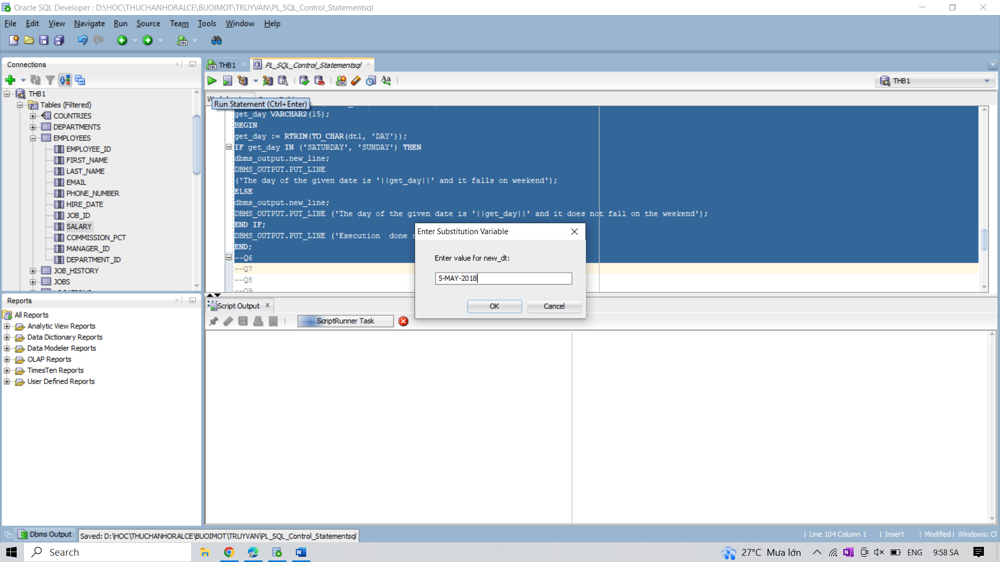 Oracle SQL Developer : D:\HOC\THUCHANHORALCE\BUOIMOT\TRUYVAN\PL_SQL_Control_Statementsql
File Edit View Navigate Run Source Team Tools Window Help
Connections
THB1
Tables (Filtered)
COUNTRIES
DEPARTMENTS
EMPLOYEES
EMPLOYEE_ID
FIRST_NAME
LAST_NAME
EMAIL
PHONE_NUMBER
HIRE_DATE
JOB_ID
SALARY
COMMISSION_PCT
MANAGER_ID
DEPARTMENT_ID
JOB_HISTORY
JOBS
Reports
All Reports
Analytic View Reports
Data Dictionary Reports
Data Modeler Reports
OLAP Reports
TimesTen Reports
User Defined Reports
THB1 PL_SQL_Control_Statementsql
THB1
Run Statement (Ctrl+Enter)
get_day VARCHAR2(15);
BEGIN
get_day := RTRIM(TO_CHAR(dt1, 'DAY'));
IF get_day IN ('SATURDAY', 'SUNDAY') THEN
dbms_output.new_line;
DBMS_OUTPUT.PUT_LINE
('The day of the given date is '||get_day||' and it falls on weekend');
ELSE
dbms_output.new_line;
DBMS_OUTPUT.PUT_LINE ('The day of the given date is '||get_day||' and it does not fall on the weekend');
END IF;
DBMS_OUTPUT.PUT_LINE ('Execution done s
END;
--Q6
--Q7
--Q8
--Q9
Enter Substitution Variable
Enter value for new_dt:
5-MAY-2018
OK Cancel
Script Output
ScriptRunner Task
Dbms Output
Saved: D:\HOC\THUCHANHORALCE\BUOIMOT\TRUYVAN\PL_SQL_Control_Statementsql
Line 104 Column 1 | Insert | Modified | Windows: CF
Search
27°C Mưa lớn ENG 9:58 SA